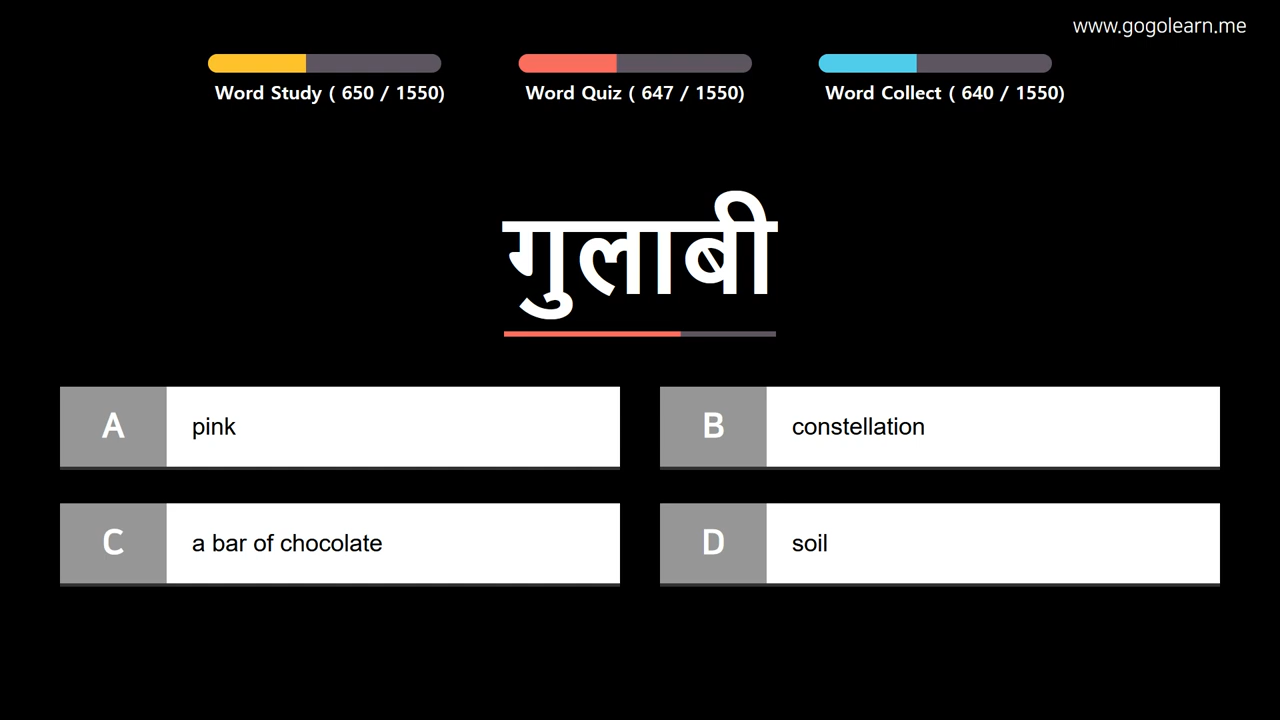 www.gogolearn.me
Word Study ( 650 / 1550)
Word Quiz ( 647 / 1550)
Word Collect ( 640 / 1550)
गुलाबी
A pink
B constellation
C a bar of chocolate
D soil